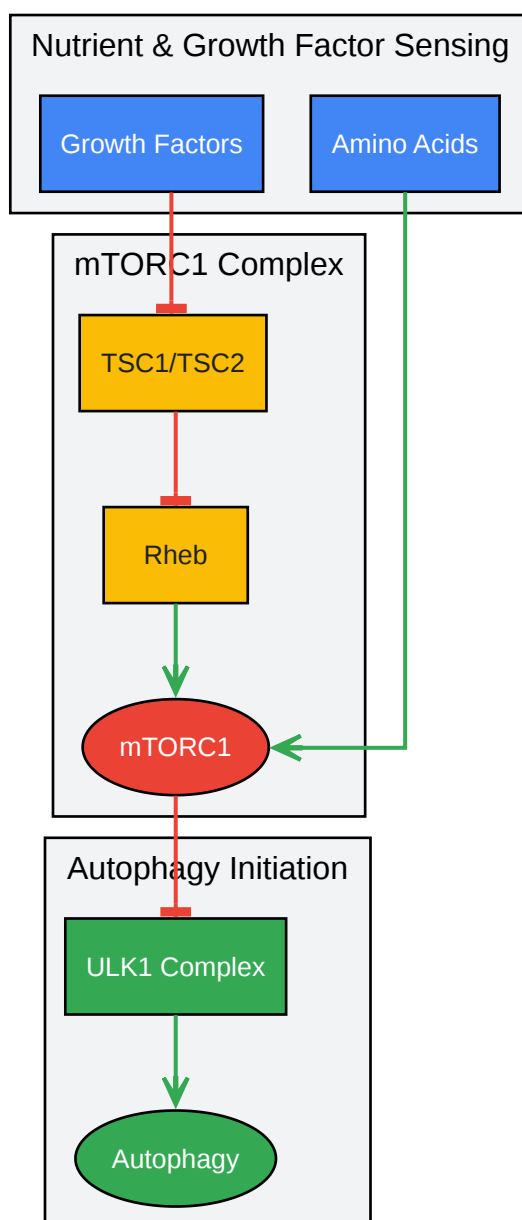 Nutrient & Growth Factor Sensing
Growth Factors
Amino Acids
mTORC1 Complex
TSC1/TSC2
Rheb
mTORC1
Autophagy Initiation
ULK1 Complex
Autophagy